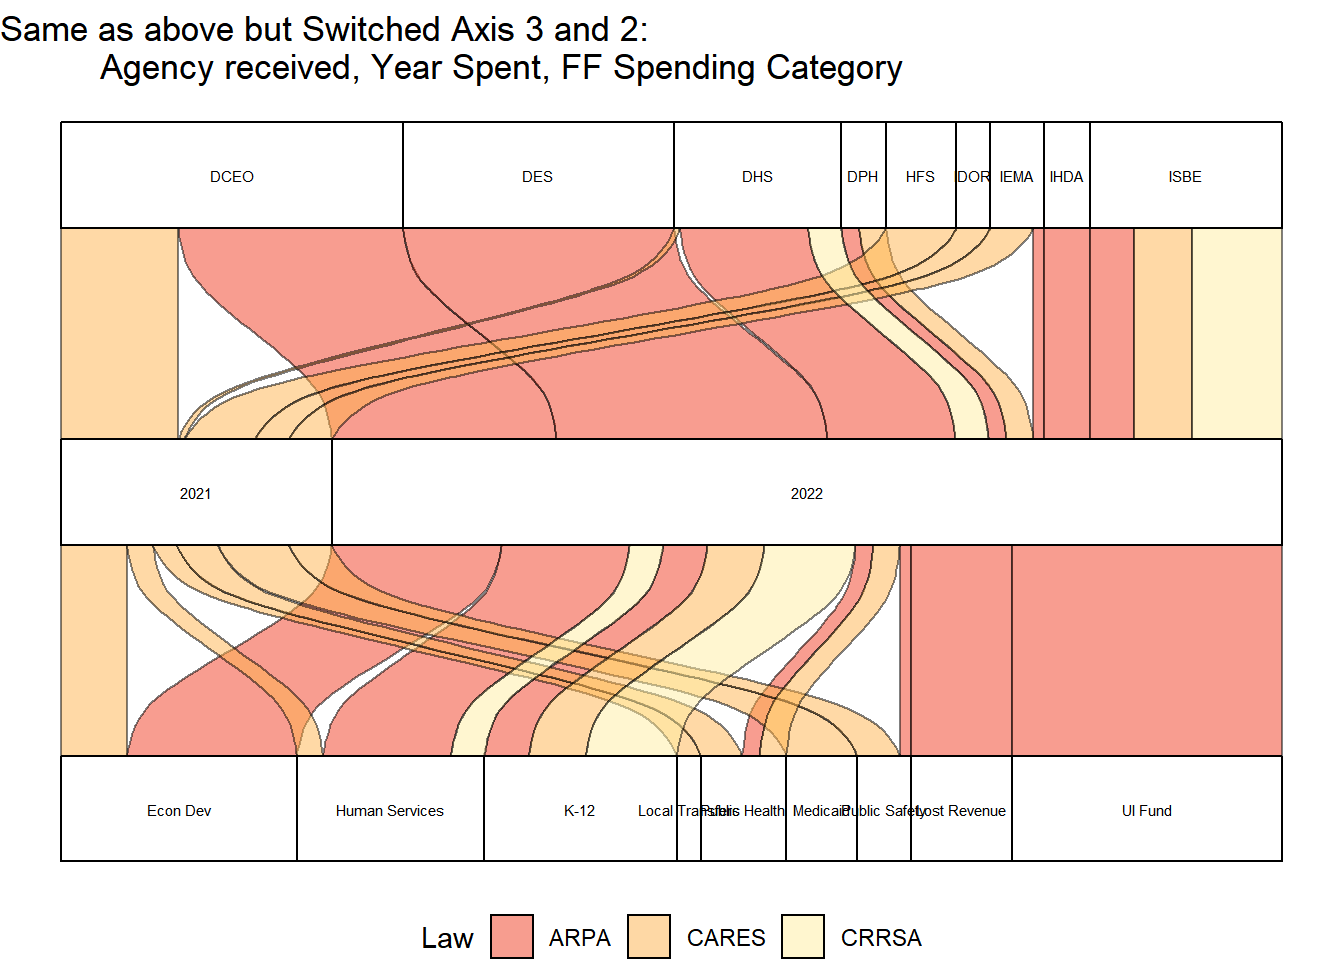 Same as above but Switched Axis 3 and 2:
Agency received, Year Spent, FF Spending Category
DCEO DES DHS DPH HFS IDOR IEMA IHDA ISBE
2021 2022
Econ Dev Human Services K-12 Local Transfers Public Health Medicaid Public Safety Lost Revenue UI Fund
Law ARPA CARES CRRSA